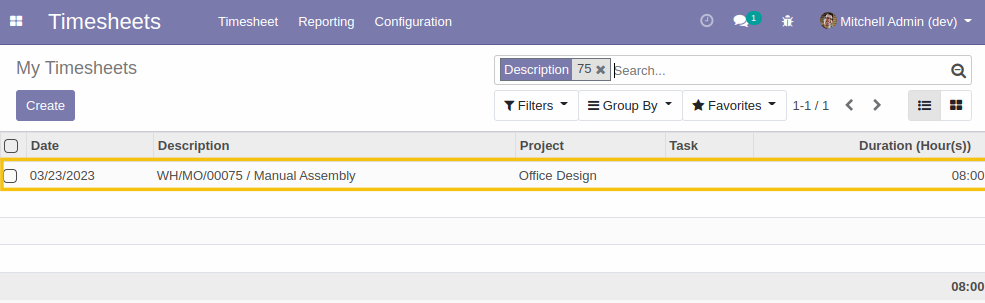 Timesheets Timesheet Reporting Configuration 1 Mitchell Admin (dev)
My Timesheets Description 75 Search...
Create Filters Group By Favorites 1-1 / 1
Date Description Project Task Duration (Hour(s))
03/23/2023 WH/MO/00075 / Manual Assembly Office Design 08:00
08:00